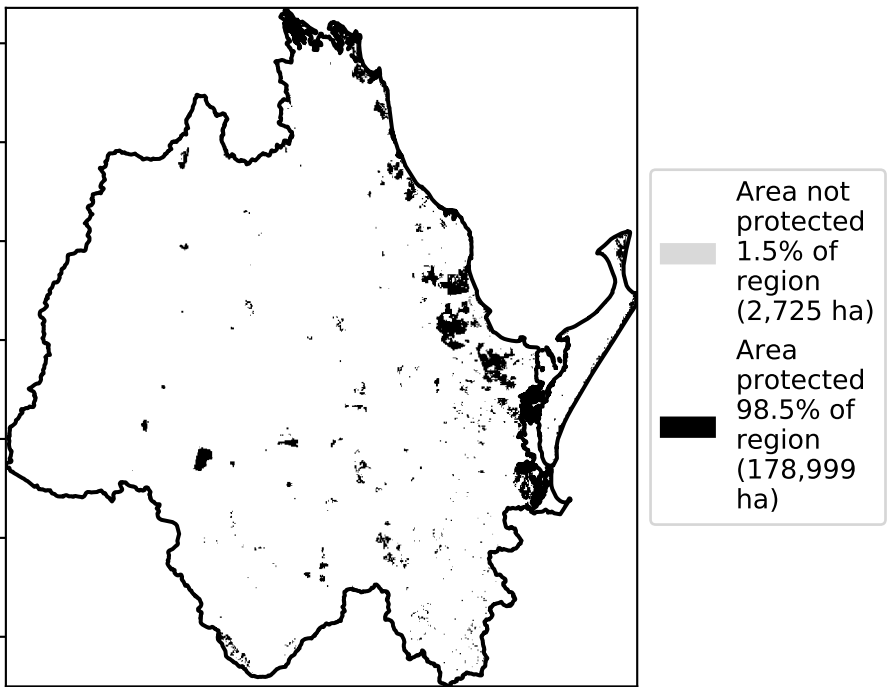 Area not
protected
1.5% of
region
(2,725 ha)
Area
protected
98.5% of
region
(178,999
ha)